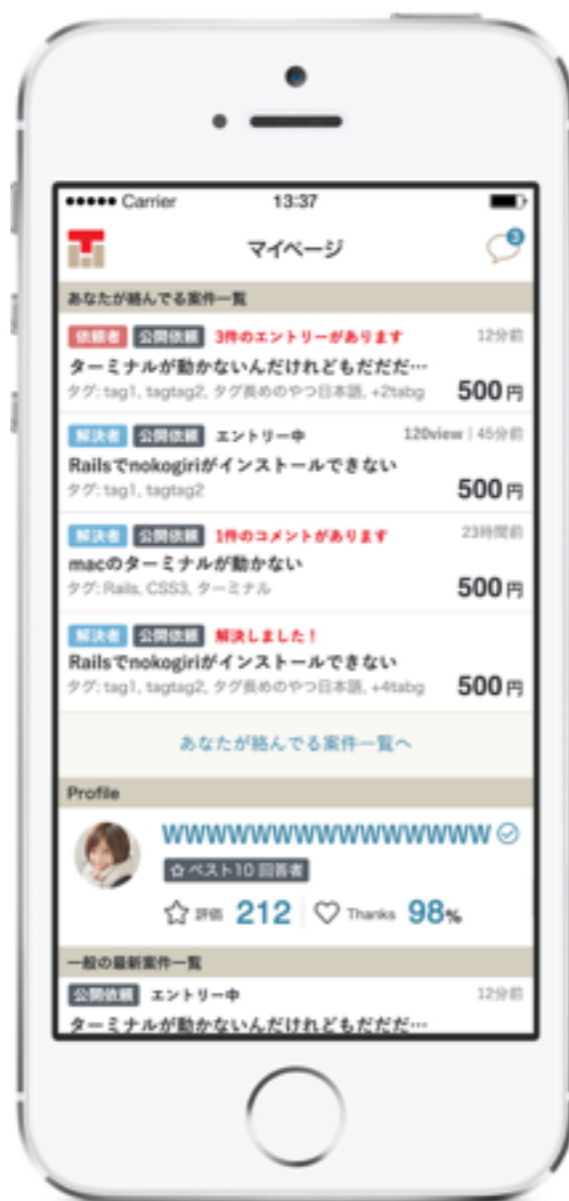 Carrier 13:37
マイページ 3
あなたが絡んでる案件一覧
依頼者 公開依頼 3件のエントリーがあります 12分前
ターミナルが動かないんだけれどもだだだ…
タグ: tag1, tagtag2, タグ長めのやつ日本語, +2tabg 500円
解決者 公開依頼 エントリー中 120view | 45分前
Railsでnokogiriがインストールできない
タグ: tag1, tagtag2 500円
解決者 公開依頼 1件のコメントがあります 23時間前
macのターミナルが動かない
タグ: Rails, CSS3, ターミナル 500円
解決者 公開依頼 解決しました！
Railsでnokogiriがインストールできない
タグ: tag1, tagtag2, タグ長めのやつ日本語, +4tabg 500円
あなたが絡んでる案件一覧へ
Profile
WWWWWWWWWWWWWWW
ベスト10 回答者
評価 212 Thanks 98%
一般の最新案件一覧
公開依頼 エントリー中 12分前
ターミナルが動かないんだけれどもだだだ…